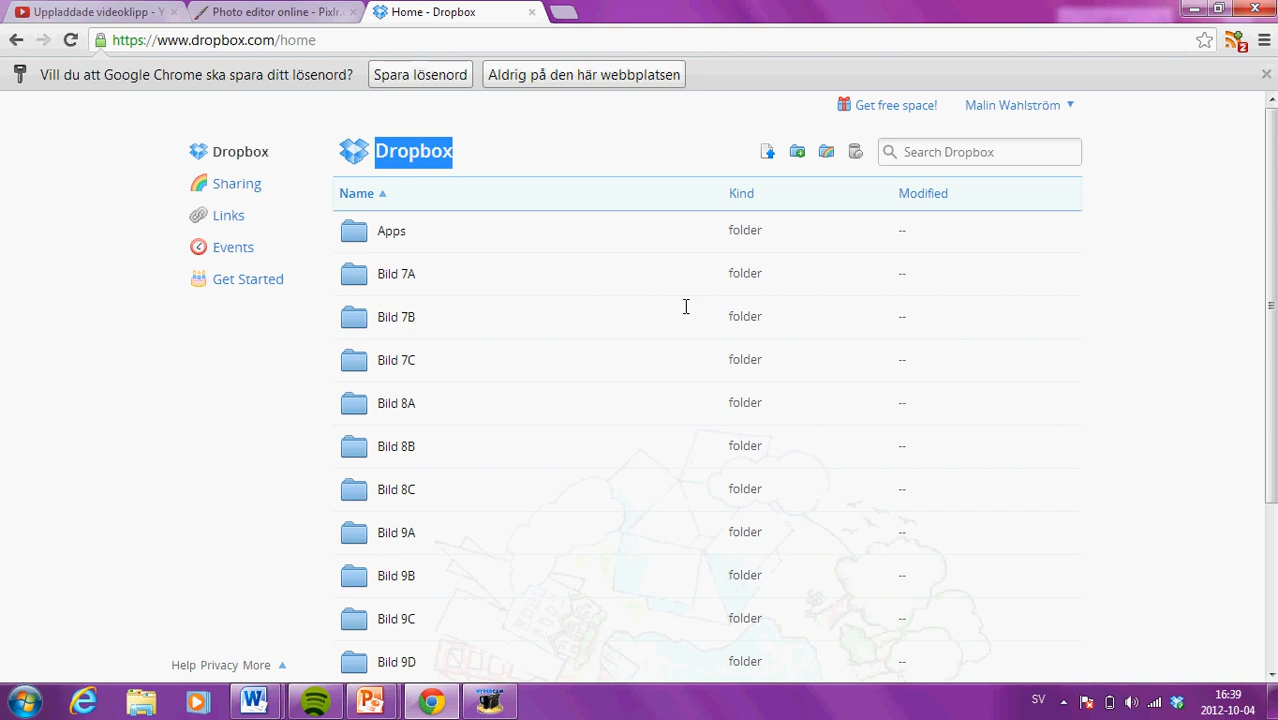 Uppladdade videoklipp - Y
Photo editor online - Pixlr.c
Home - Dropbox
https://www.dropbox.com/home
2
Vill du att Google Chrome ska spara ditt lösenord?
Spara lösenord
Aldrig på den här webbplatsen
Get free space!
Malin Wahlström
Dropbox
Sharing
Links
Events
Get Started
Dropbox
Search Dropbox
Name Kind Modified
Apps folder --
Bild 7A folder --
Bild 7B folder --
Bild 7C folder --
Bild 8A folder --
Bild 8B folder --
Bild 8C folder --
Bild 9A folder --
Bild 9B folder --
Bild 9C folder --
Bild 9D folder --
Help Privacy More
HYPERCAM
SV
16:39
2012-10-04